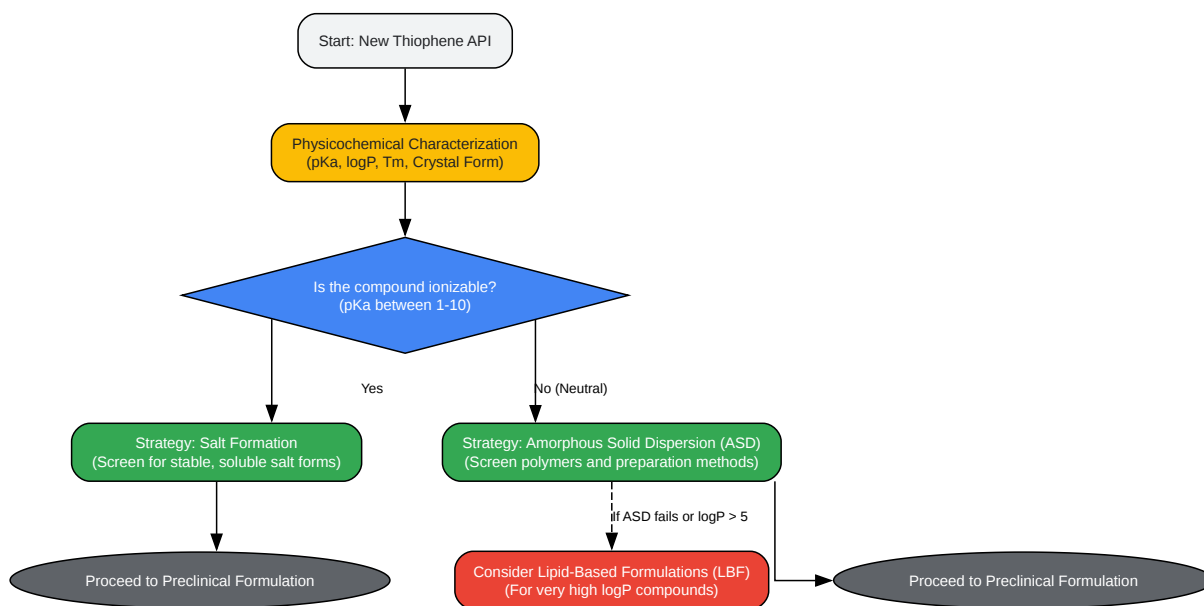 Start: New Thiophene API
Physicochemical Characterization
(pKa, logP, Tm, Crystal Form)
Is the compound ionizable?
(pKa between 1-10)
Yes
No (Neutral)
Strategy: Salt Formation
(Screen for stable, soluble salt forms)
Strategy: Amorphous Solid Dispersion (ASD)
(Screen polymers and preparation methods)
If ASD fails or logP > 5
Proceed to Preclinical Formulation
Consider Lipid-Based Formulations (LBF)
(For very high logP compounds)
Proceed to Preclinical Formulation